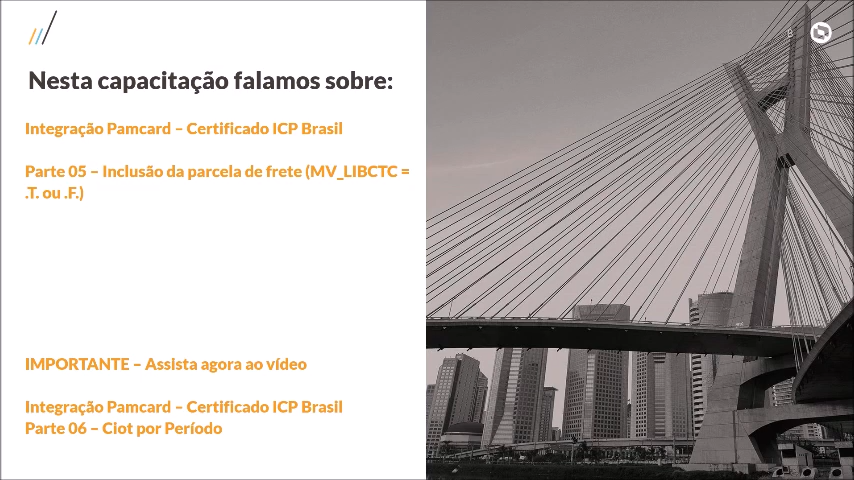 Nesta capacitação falamos sobre:
Integração Pamcard – Certificado ICP Brasil
Parte 05 – Inclusão da parcela de frete (MV_LIBCTC =
.T. ou .F.)
IMPORTANTE – Assista agora ao vídeo
Integração Pamcard – Certificado ICP Brasil
Parte 06 – Ciot por Período